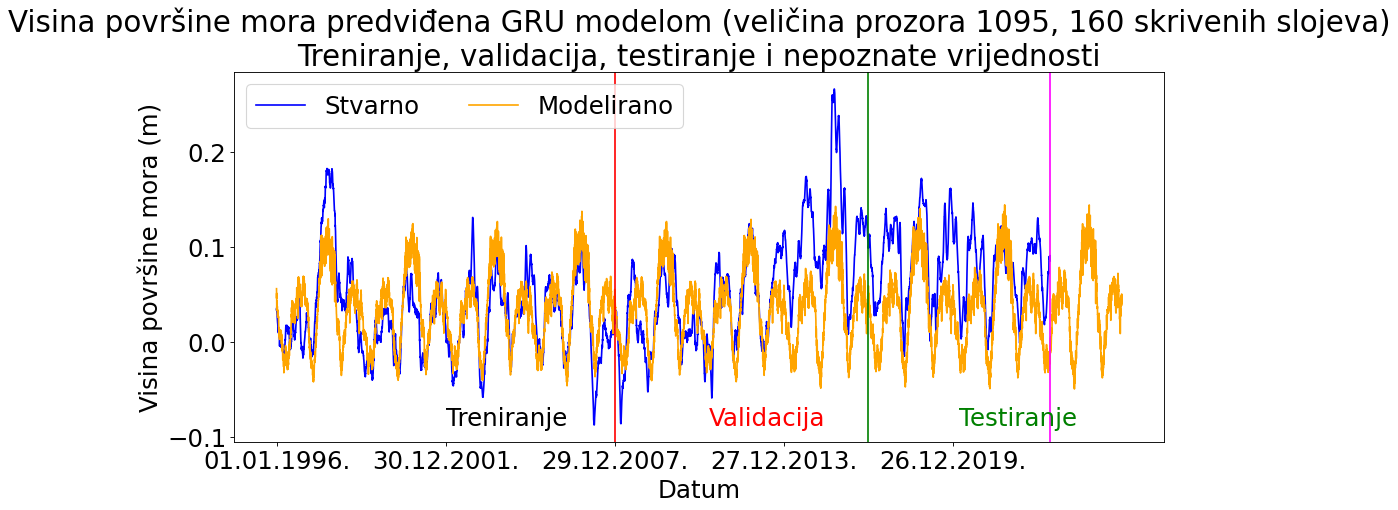 Visina površine mora predviđena GRU modelom (veličina prozora 1095, 160 skrivenih slojeva)
Treniranje, validacija, testiranje i nepoznate vrijednosti
Stvarno Modelirano
Visina površine mora (m)
0.2
0.1
0.0
−0.1
Treniranje Validacija Testiranje
01.01.1996. 30.12.2001. 29.12.2007. 27.12.2013. 26.12.2019.
Datum